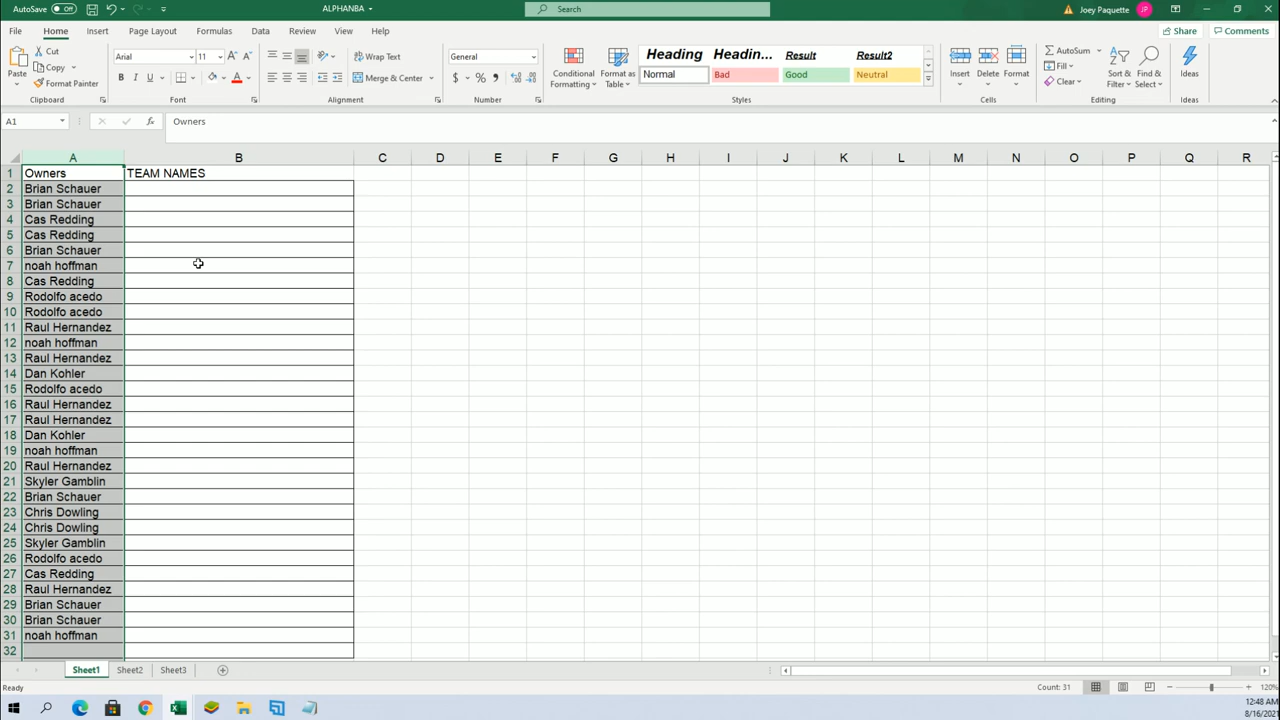 AutoSave Off ALPHANBA Search Joey Paquette JP
File Home Insert Page Layout Formulas Data Review View Help Share Comments
Paste Cut Copy Format Painter Clipboard
Arial 11 B I U A Font
Wrap Text Merge & Center Alignment
General $ % Number
Conditional Formatting Format as Table
Heading Headin... Result Result2
Normal Bad Good Neutral
Styles
Insert Delete Format Cells
AutoSum Fill Clear Sort & Filter Find & Select Editing
Ideas Ideas
A1 fx Owners
A B C D E F G H I J K L M N O P Q R
1 Owners TEAM NAMES
2 Brian Schauer
3 Brian Schauer
4 Cas Redding
5 Cas Redding
6 Brian Schauer
7 noah hoffman
8 Cas Redding
9 Rodolfo acedo
10 Rodolfo acedo
11 Raul Hernandez
12 noah hoffman
13 Raul Hernandez
14 Dan Kohler
15 Rodolfo acedo
16 Raul Hernandez
17 Raul Hernandez
18 Dan Kohler
19 noah hoffman
20 Raul Hernandez
21 Skyler Gamblin
22 Brian Schauer
23 Chris Dowling
24 Chris Dowling
25 Skyler Gamblin
26 Rodolfo acedo
27 Cas Redding
28 Raul Hernandez
29 Brian Schauer
30 Brian Schauer
31 noah hoffman
32
Sheet1 Sheet2 Sheet3
Ready Count: 31 120%
12:48 AM